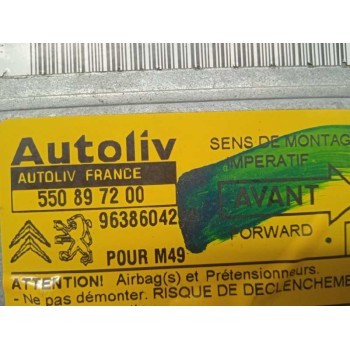 Autoliv
AUTOLIV FRANCE
550 89 72 00
96386042
POUR M49
SENS DE MONTAG
IMPERATIF
AVANT
FORWARD
ATTENTION! Airbag(s) et Prétensionneurs.
- Ne pas démonter. RISQUE DE DECLENCHEME